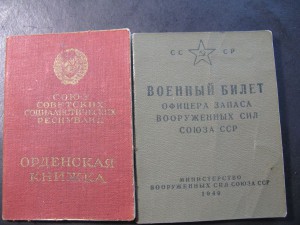 СОЮЗ
СОВЕТСКИХ
СОЦИАЛИСТИЧЕСКИХ
РЕСПУБЛИК
ОРДЕНСКАЯ
КНИЖКА
СС СР
ВОЕННЫЙ БИЛЕТ
ОФИЦЕРА ЗАПАСА
ВООРУЖЕННЫХ СИЛ
СОЮЗА ССР
МИНИСТЕРСТВО
ВООРУЖЕННЫХ СИЛ СОЮЗА ССР
1946